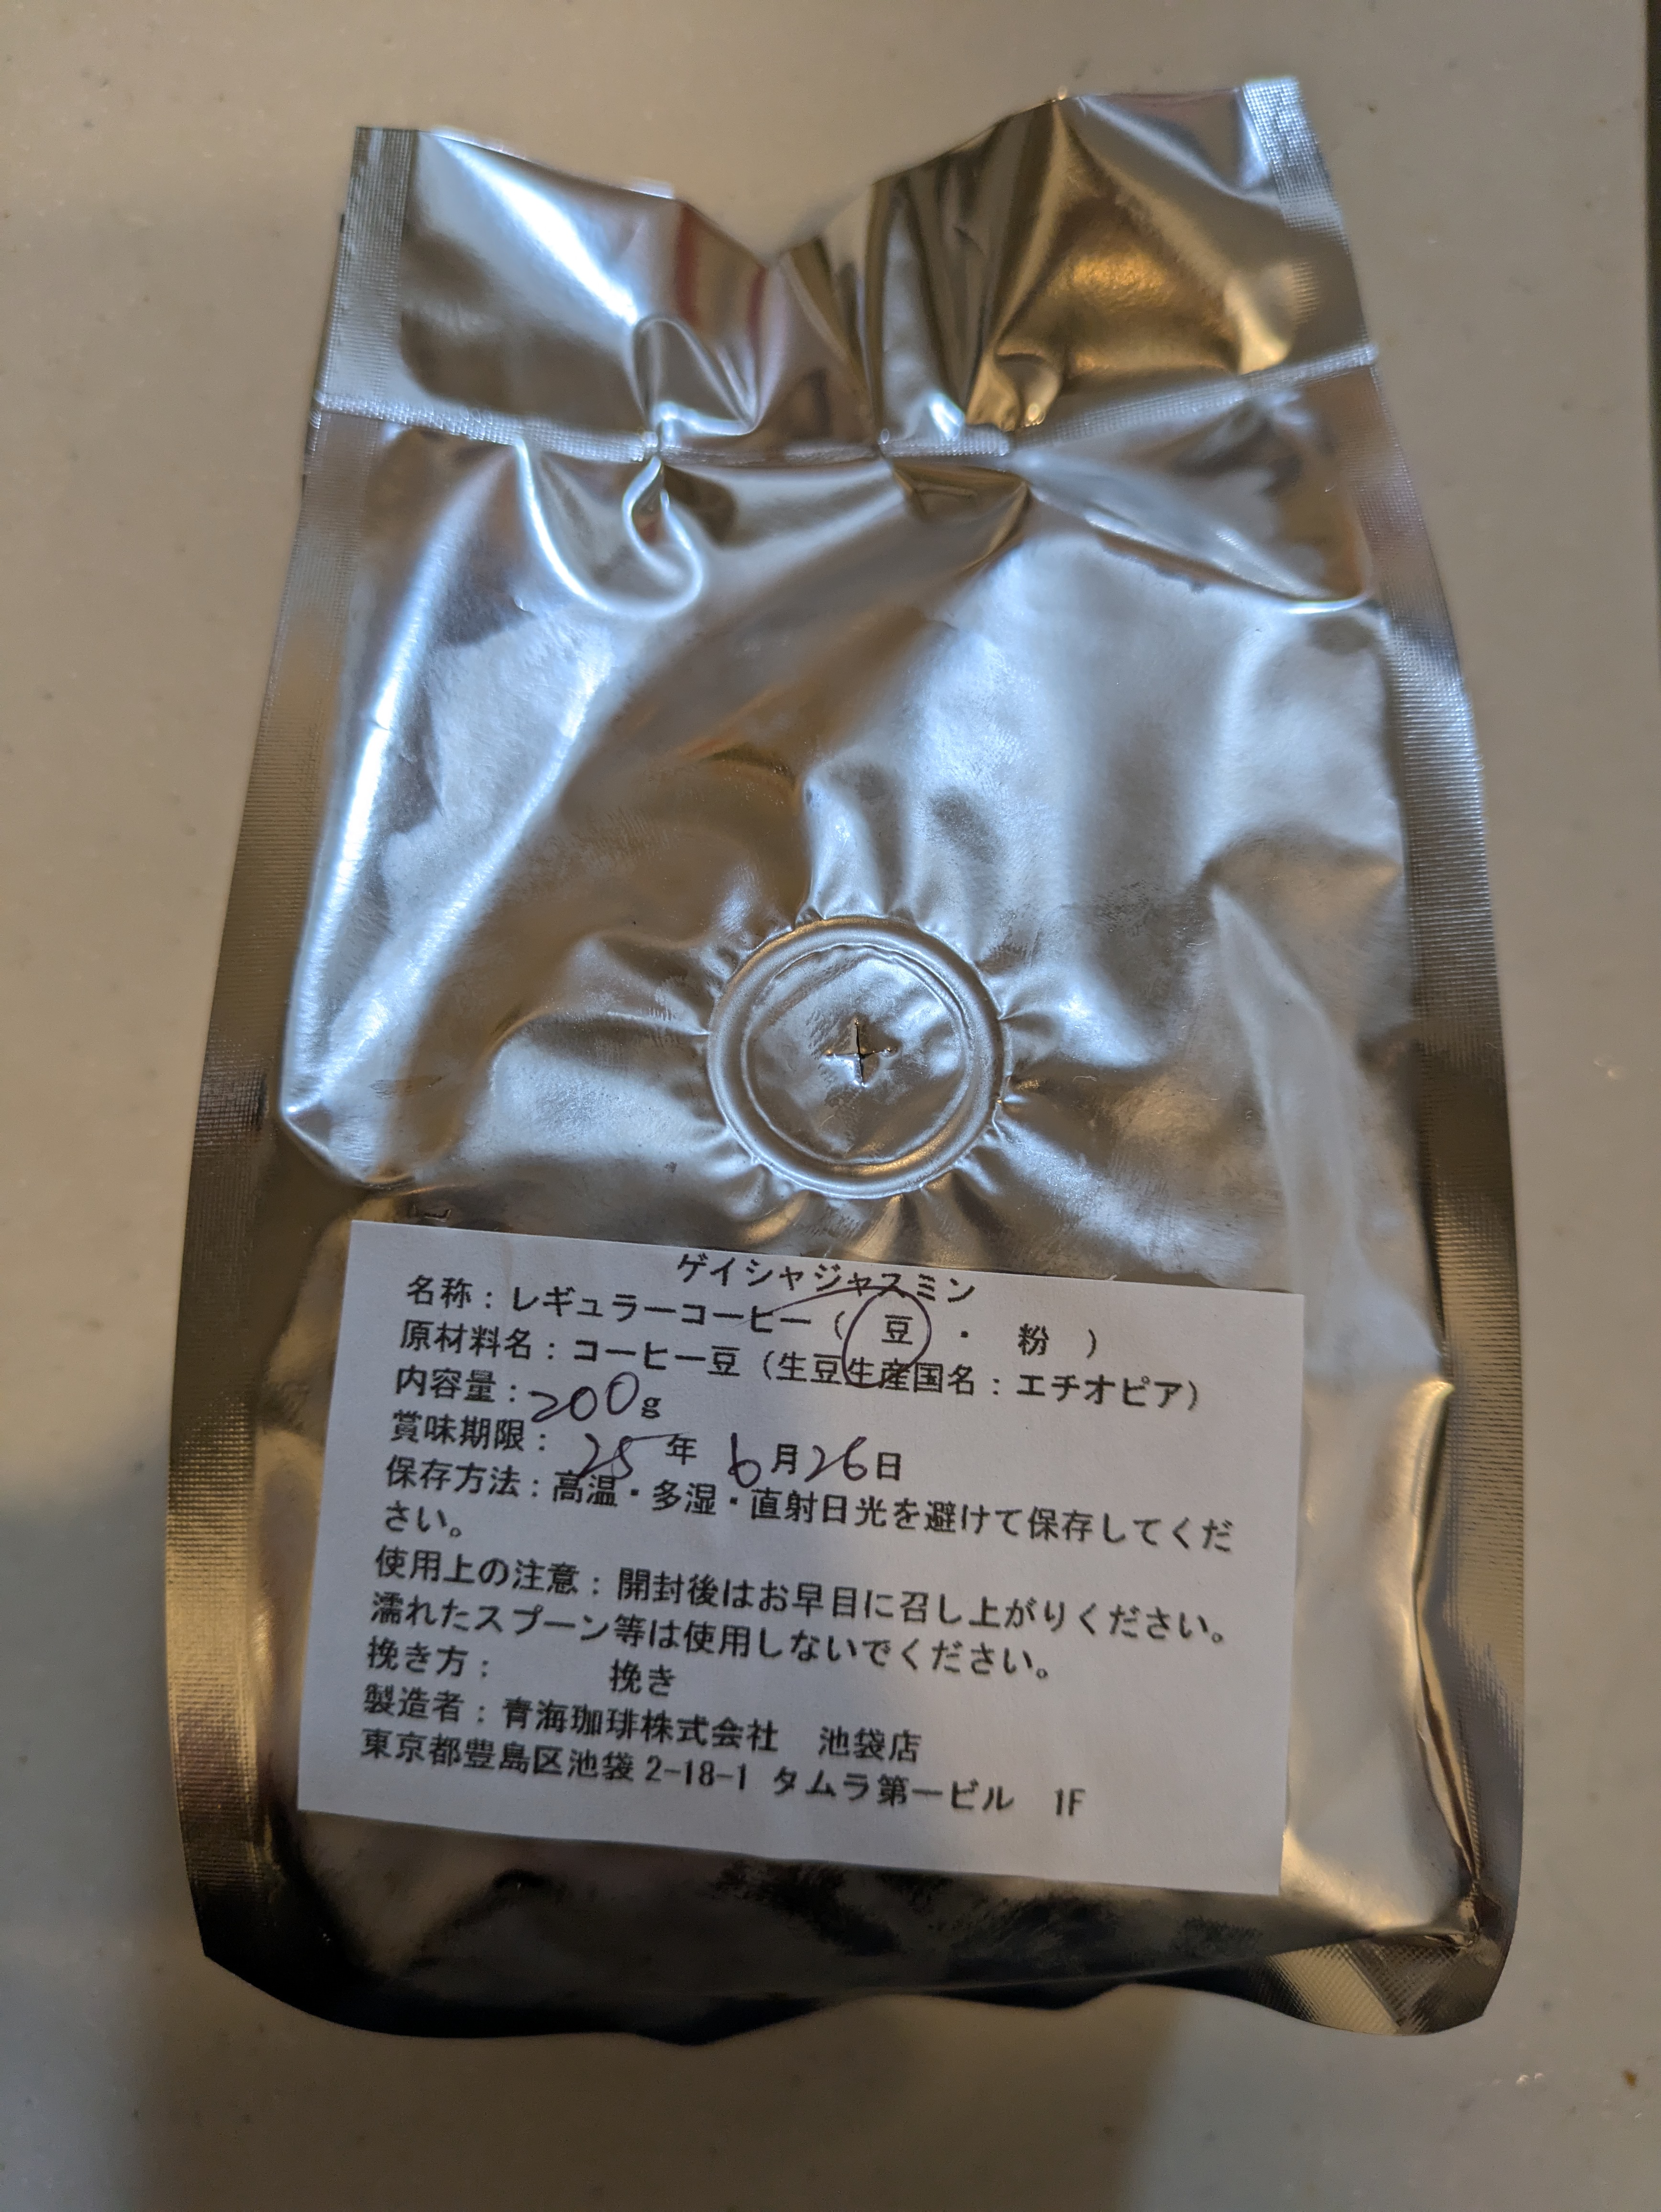 ゲイシャジャスミン
名称：レギュラーコーヒー（ 豆 ・ 粉 ）
原材料名：コーヒー豆（生豆生産国名：エチオピア）
内容量：200g
賞味期限： 25年 6月26日
保存方法：高温・多湿・直射日光を避けて保存してくだ
さい。
使用上の注意：開封後はお早目に召し上がりください。
濡れたスプーン等は使用しないでください。
挽き方： 挽き
製造者：青海珈琲株式会社 池袋店
東京都豊島区池袋2-18-1 タムラ第一ビル 1F